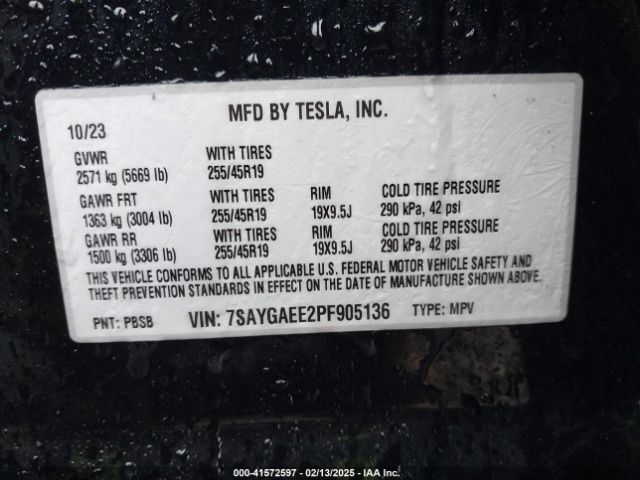 MFD BY TESLA, INC.
10/23
GVWR WITH TIRES
2571 kg (5669 lb) 255/45R19
GAWR FRT WITH TIRES RIM COLD TIRE PRESSURE
1363 kg (3004 lb) 255/45R19 19X9.5J 290 kPa, 42 psi
GAWR RR WITH TIRES RIM COLD TIRE PRESSURE
1500 kg (3306 lb) 255/45R19 19X9.5J 290 kPa, 42 psi
THIS VEHICLE CONFORMS TO ALL APPLICABLE U.S. FEDERAL MOTOR VEHICLE SAFETY AND
THEFT PREVENTION STANDARDS IN EFFECT ON THE DATE OF MANUFACTURE SHOWN ABOVE.
PNT: PBSB VIN: 7SAYGAEE2PF905136 TYPE: MPV
000-41572597 - 02/13/2025 - IAA Inc.